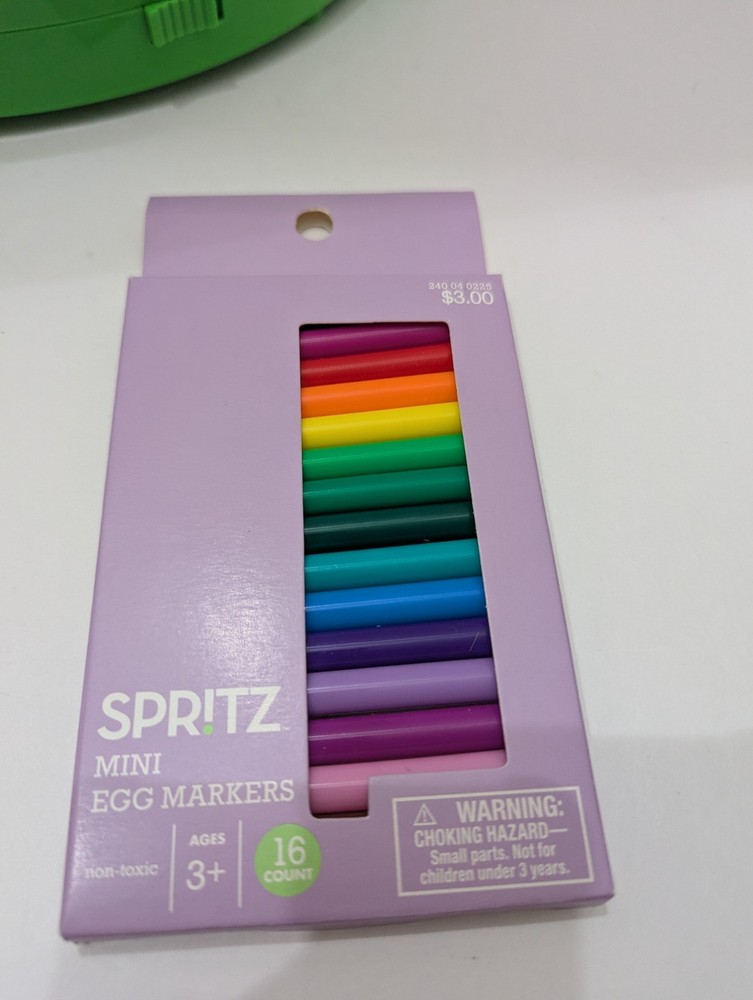 240 04 0225
$3.00
SPR!TZ
MINI
EGG MARKERS
non-toxic
AGES
3+
16
COUNT
WARNING:
CHOKING HAZARD—
Small parts. Not for
children under 3 years.